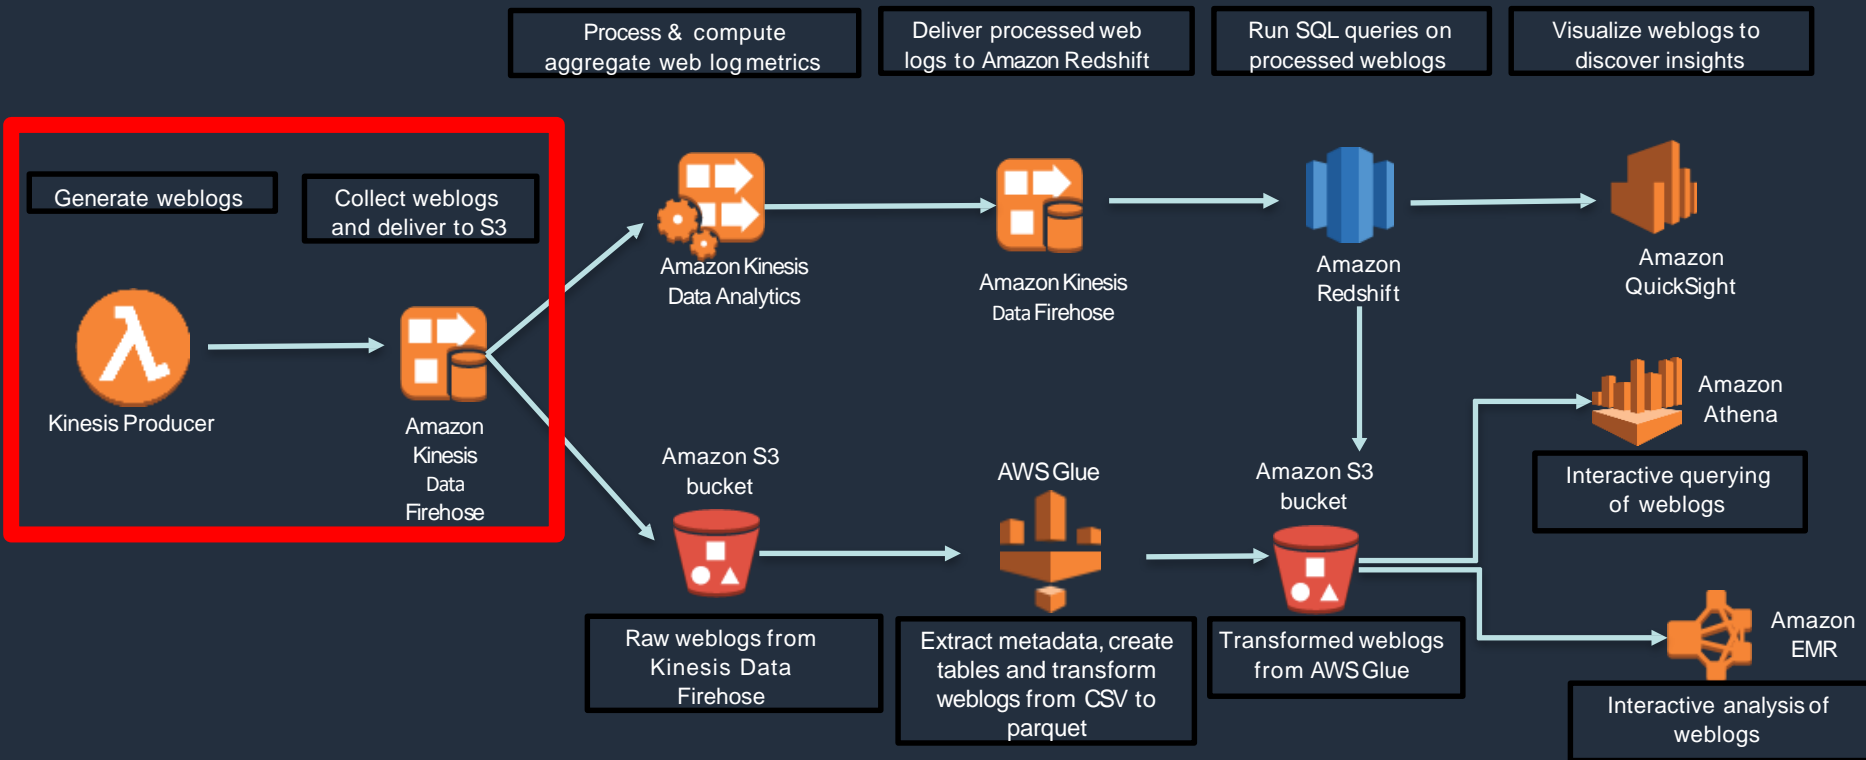 Process & compute
aggregate web log metrics
Deliver processed web
logs to Amazon Redshift
Run SQL queries on
processed weblogs
Visualize weblogs to
discover insights
Generate weblogs
Collect weblogs
and deliver to S3
Kinesis Producer
Amazon
Kinesis
Data
Firehose
Amazon Kinesis
Data Analytics
Amazon Kinesis
Data Firehose
Amazon
Redshift
Amazon
QuickSight
Amazon S3
bucket
AWS Glue
Amazon S3
bucket
Amazon
Athena
Interactive querying
of weblogs
Raw weblogs from
Kinesis Data
Firehose
Extract metadata, create
tables and transform
weblogs from CSV to
parquet
Transformed weblogs
from AWS Glue
Amazon
EMR
Interactive analysis of
weblogs